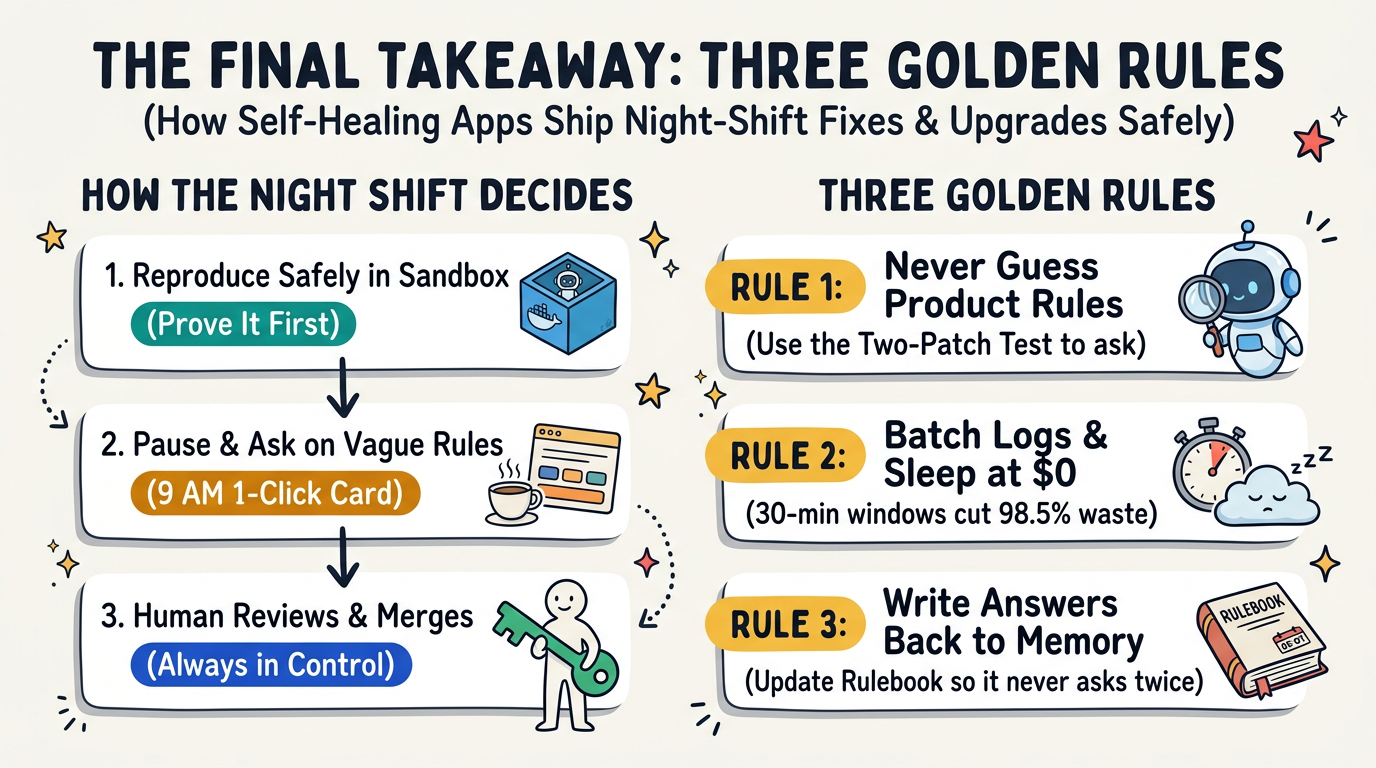 THE FINAL TAKEAWAY: THREE GOLDEN RULES
(How Self-Healing Apps Ship Night-Shift Fixes & Upgrades Safely)
HOW THE NIGHT SHIFT DECIDES
1. Reproduce Safely in Sandbox
(Prove It First)
2. Pause & Ask on Vague Rules
(9 AM 1-Click Card)
3. Human Reviews & Merges
(Always in Control)
THREE GOLDEN RULES
RULE 1:
Never Guess
Product Rules
(Use the Two-Patch Test to ask)
RULE 2:
Batch Logs &
Sleep at $0
(30-min windows cut 98.5% waste)
zzZ
RULE 3:
Write Answers
Back to Memory
(Update Rulebook so it never asks twice)
RULEBOOK